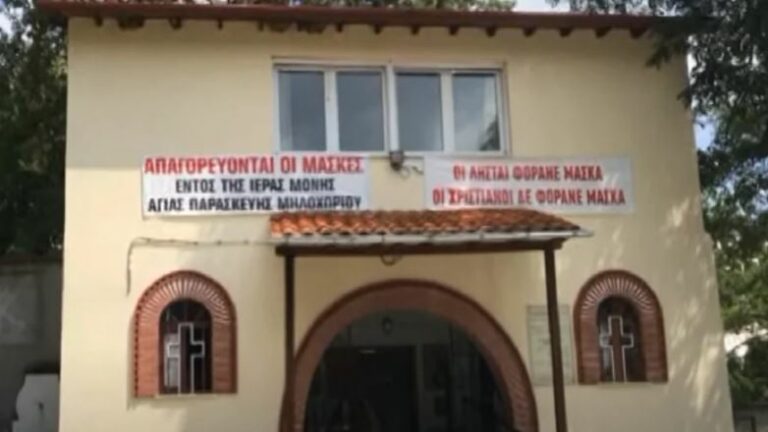 ΑΠΑΓΟΡΕΥΟΝΤΑΙ ΟΙ ΜΑΣΚΕΣ
ΕΝΤΟΣ ΤΗΣ ΙΕΡΑΣ ΜΟΝΗΣ
ΑΓΙΑΣ ΠΑΡΑΣΚΕΥΗΣ ΜΗΛΟΧΩΡΙΟΥ
ΟΙ ΛΗΣΤΑΙ ΦΟΡΑΝΕ ΜΑΣΚΑ
ΟΙ ΧΡΙΣΤΙΑΝΟΙ ΔΕ ΦΟΡΑΝΕ ΜΑΣΚΑ